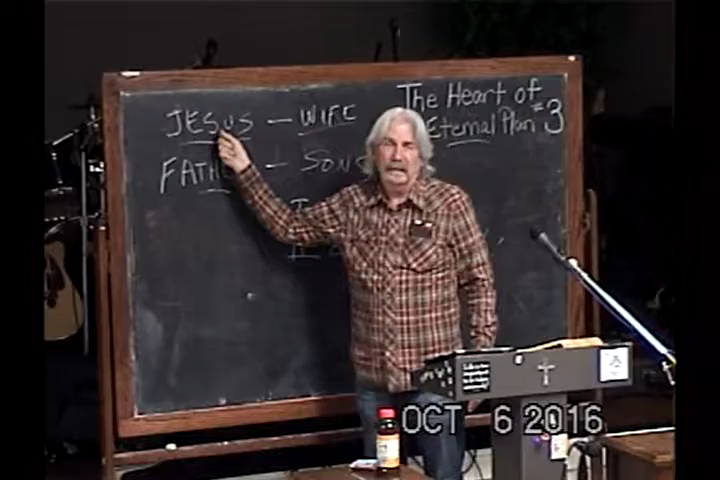 JESUS — WIFE
The Heart of
Eternal Plan #3
— SONS
OCT 6 2016